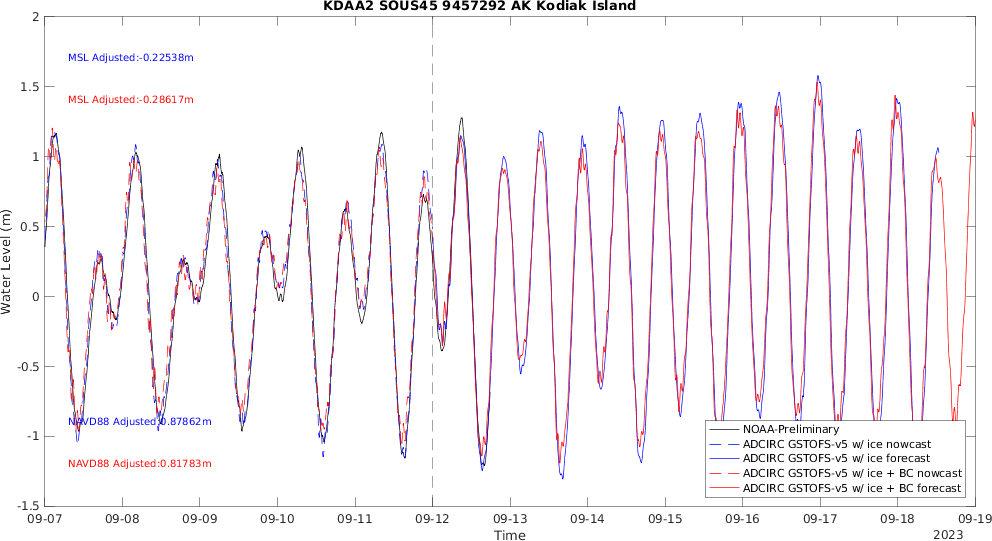 KDAA2 SOUS45 9457292 AK Kodiak Island
Water Level (m)
2
1.5
1
0.5
0
-0.5
-1
-1.5
MSL Adjusted:-0.22538m
MSL Adjusted:-0.28617m
NAVD88 Adjusted:0.87862m
NAVD88 Adjusted:0.81783m
NOAA-Preliminary
ADCIRC GSTOFS-v5 w/ ice nowcast
ADCIRC GSTOFS-v5 w/ ice forecast
ADCIRC GSTOFS-v5 w/ ice + BC nowcast
ADCIRC GSTOFS-v5 w/ ice + BC forecast
09-07 09-08 09-09 09-10 09-11 09-12 09-13 09-14 09-15 09-16 09-17 09-18 09-19
Time
2023